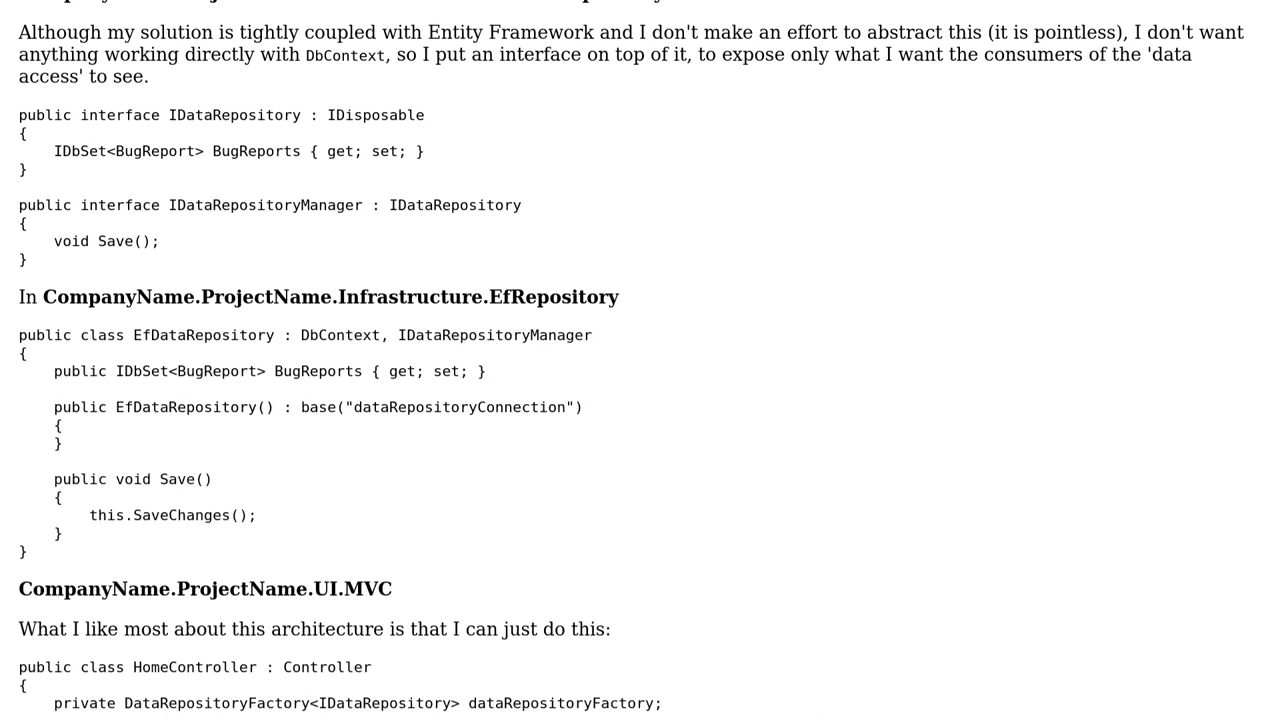 Although my solution is tightly coupled with Entity Framework and I don't make an effort to abstract this (it is pointless), I don't want
anything working directly with DbContext, so I put an interface on top of it, to expose only what I want the consumers of the 'data
access' to see.
public interface IDataRepository : IDisposable
{
    IDbSet<BugReport> BugReports { get; set; }
}
public interface IDataRepositoryManager : IDataRepository
{
    void Save();
}
In CompanyName.ProjectName.Infrastructure.EfRepository
public class EfDataRepository : DbContext, IDataRepositoryManager
{
    public IDbSet<BugReport> BugReports { get; set; }
    public EfDataRepository() : base("dataRepositoryConnection")
    {
    }
    public void Save()
    {
        this.SaveChanges();
    }
}
CompanyName.ProjectName.UI.MVC
What I like most about this architecture is that I can just do this:
public class HomeController : Controller
{
    private DataRepositoryFactory<IDataRepository> dataRepositoryFactory;